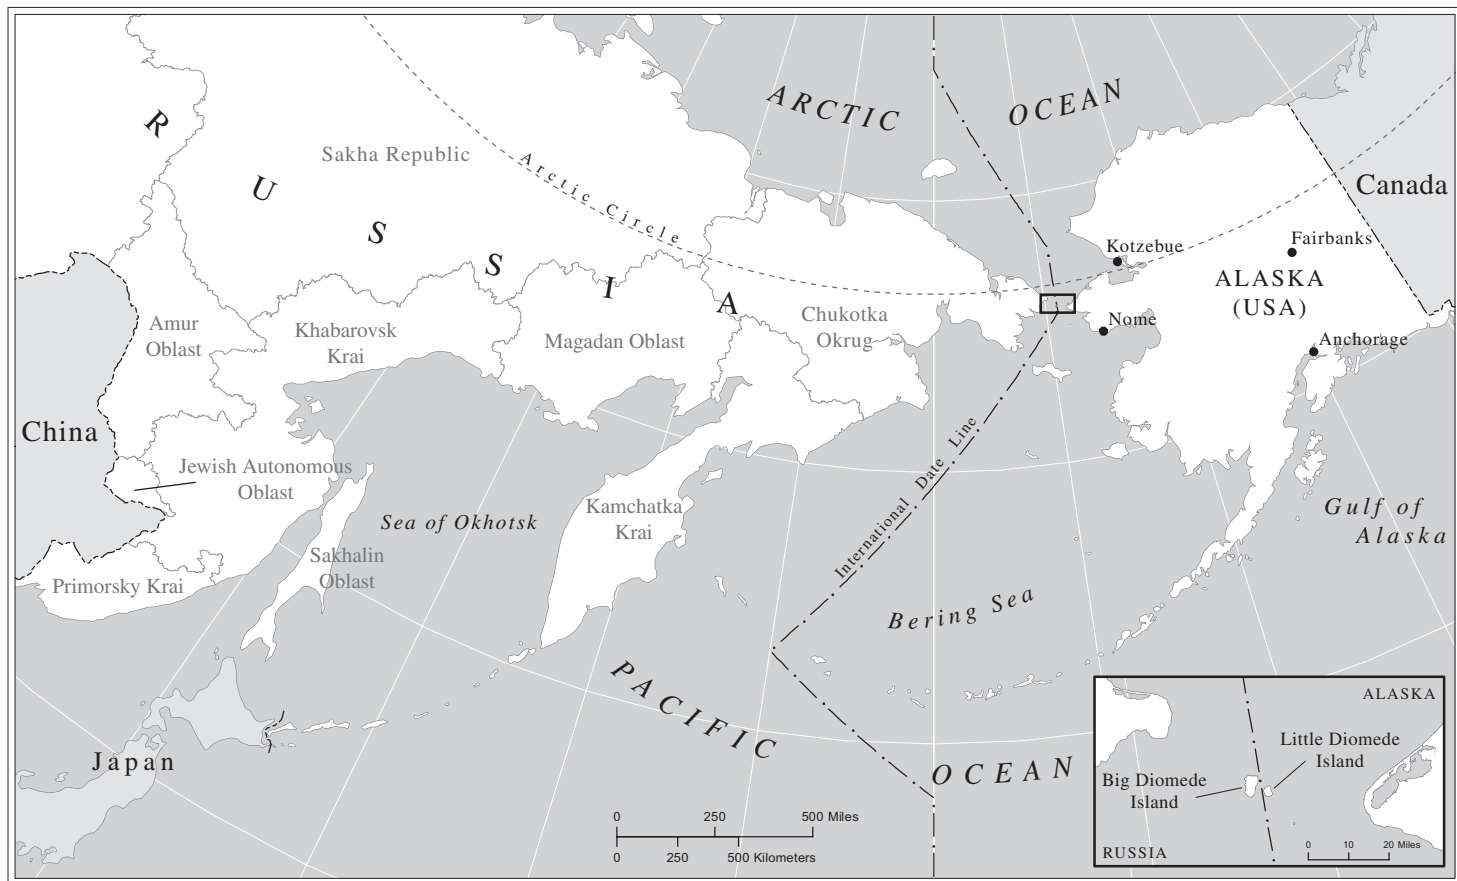 ARCTIC OCEAN
R U S S I A
Sakha Republic
Arctic Circle
Canada
Kotzebue
Fairbanks
ALASKA
(USA)
Amur
Oblast
Khabarovsk
Krai
Magadan Oblast
Chukotka
Okrug
Nome
Anchorage
China
Jewish Autonomous
Oblast
International Date Line
Sea of Okhotsk
Kamchatka
Krai
Gulf of
Alaska
Sakhalin
Oblast
Primorsky Krai
Bering Sea
PACIFIC
OCEAN
Japan
0 250 500 Miles
0 250 500 Kilometers
ALASKA
Little Diomede
Island
Big Diomede
Island
RUSSIA
0 10 20 Miles